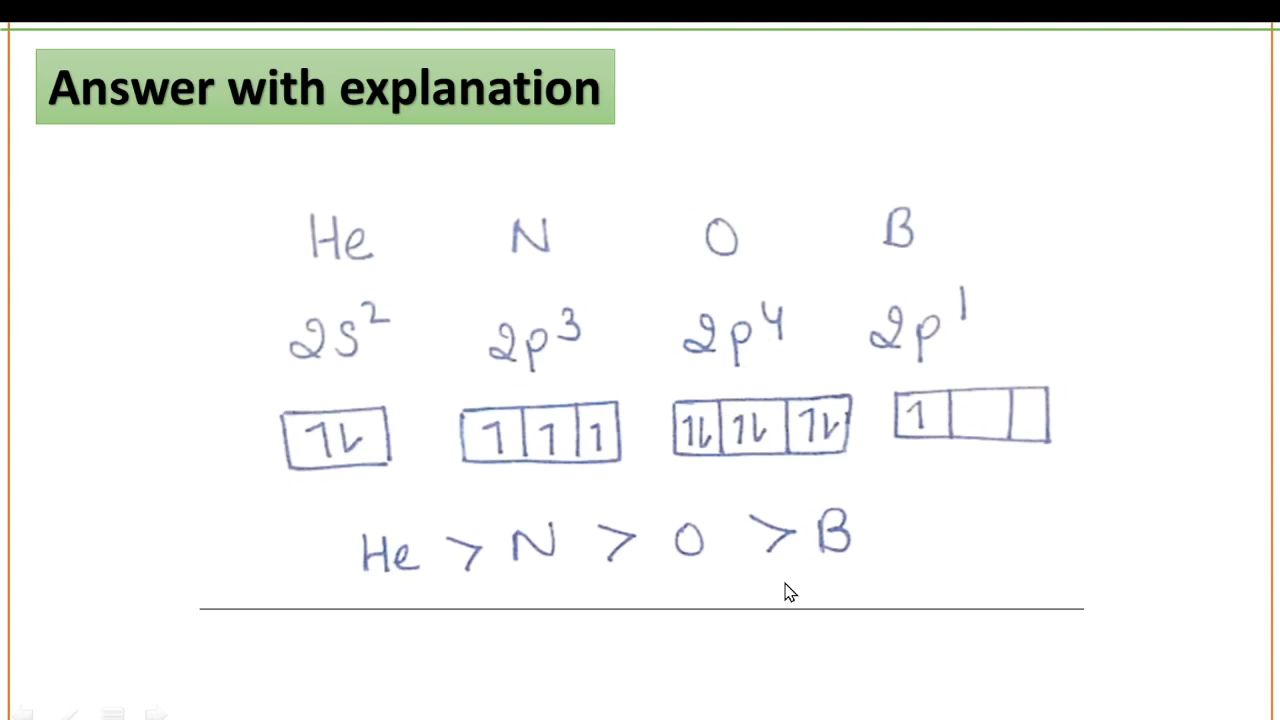 Answer with explanation
He N O B
2s² 2p³ 2p⁴ 2p¹
↿⇂ ↿ ↿ ↿ ↿⇂ ↿⇂ ↿⇂ ↿
He > N > O > B